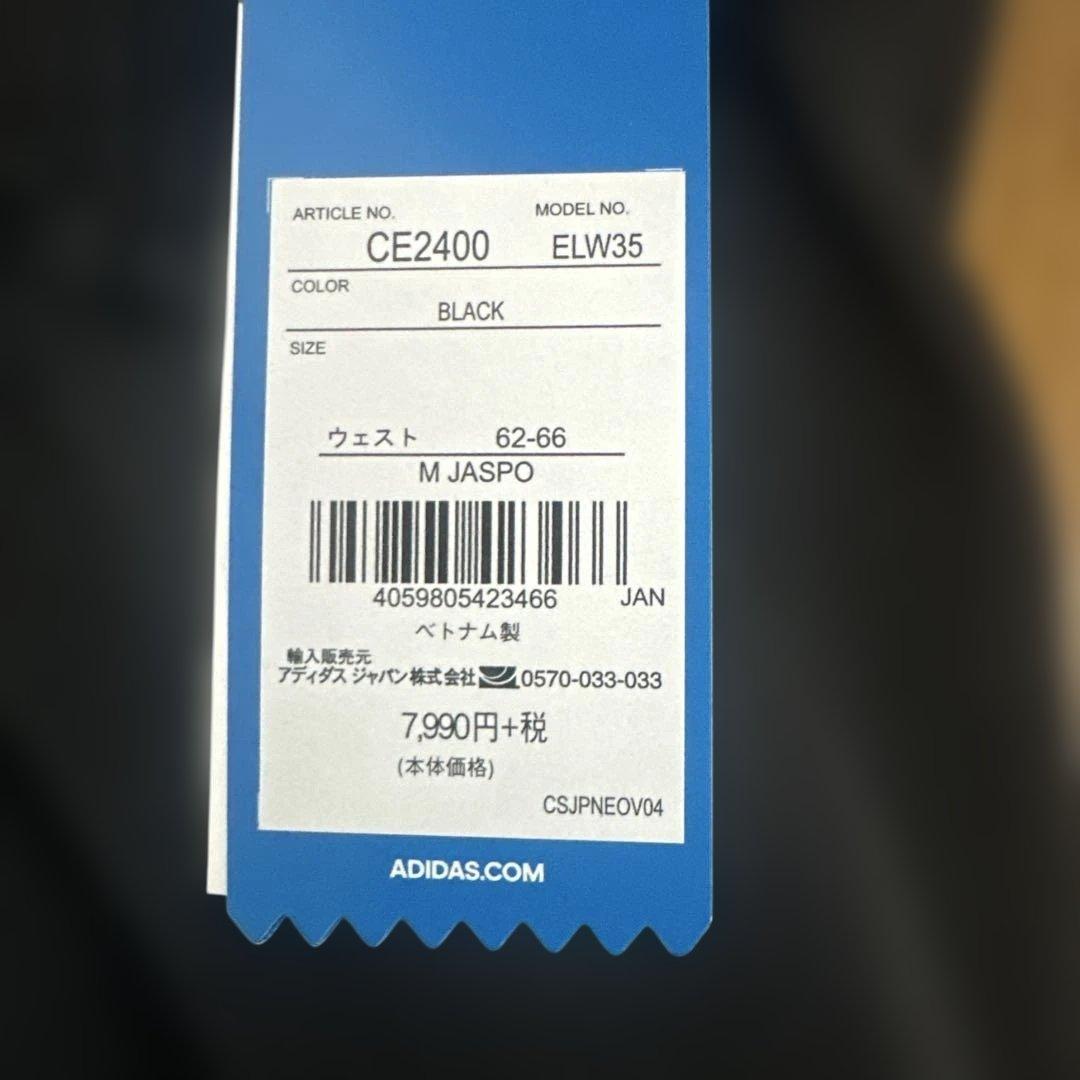 ARTICLE NO. MODEL NO.
CE2400 ELW35
COLOR
BLACK
SIZE
ウェスト 62-66
M JASPO
4059805423466 JAN
ベトナム製
輸入販売元
アディダス ジャパン株式会社 0570-033-033
7,990円+税
(本体価格)
CSJPNEOV04
ADIDAS.COM